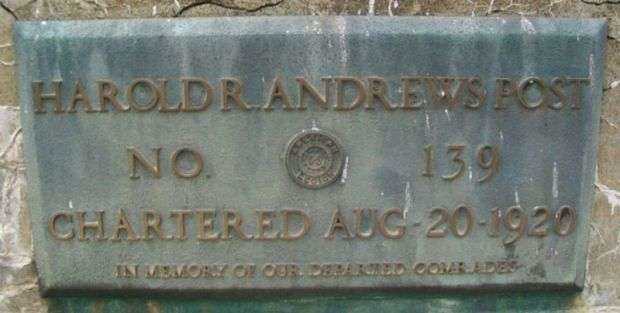 HAROLD R. ANDREWS POST
NO. 139
CHARTERED AUG-20-1920
IN MEMORY OF OUR DEPARTED COMRADES